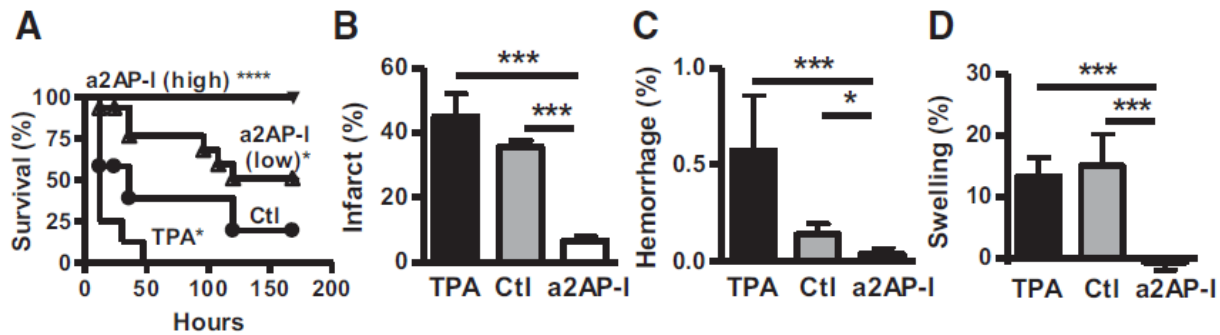 A
Survival (%)
a2AP-I (high) ****
100
75
50
25
0
a2AP-I
(low)*
Ctl
TPA*
0 50 100 150 200
Hours
B
Infarct (%)
60
40
20
0
***
***
TPA Ctl a2AP-I
C
Hemorrhage (%)
1.0
0.5
0.0
***
*
TPA Ctl a2AP-I
D
Swelling (%)
30
20
10
0
***
***
TPA Ctl a2AP-I